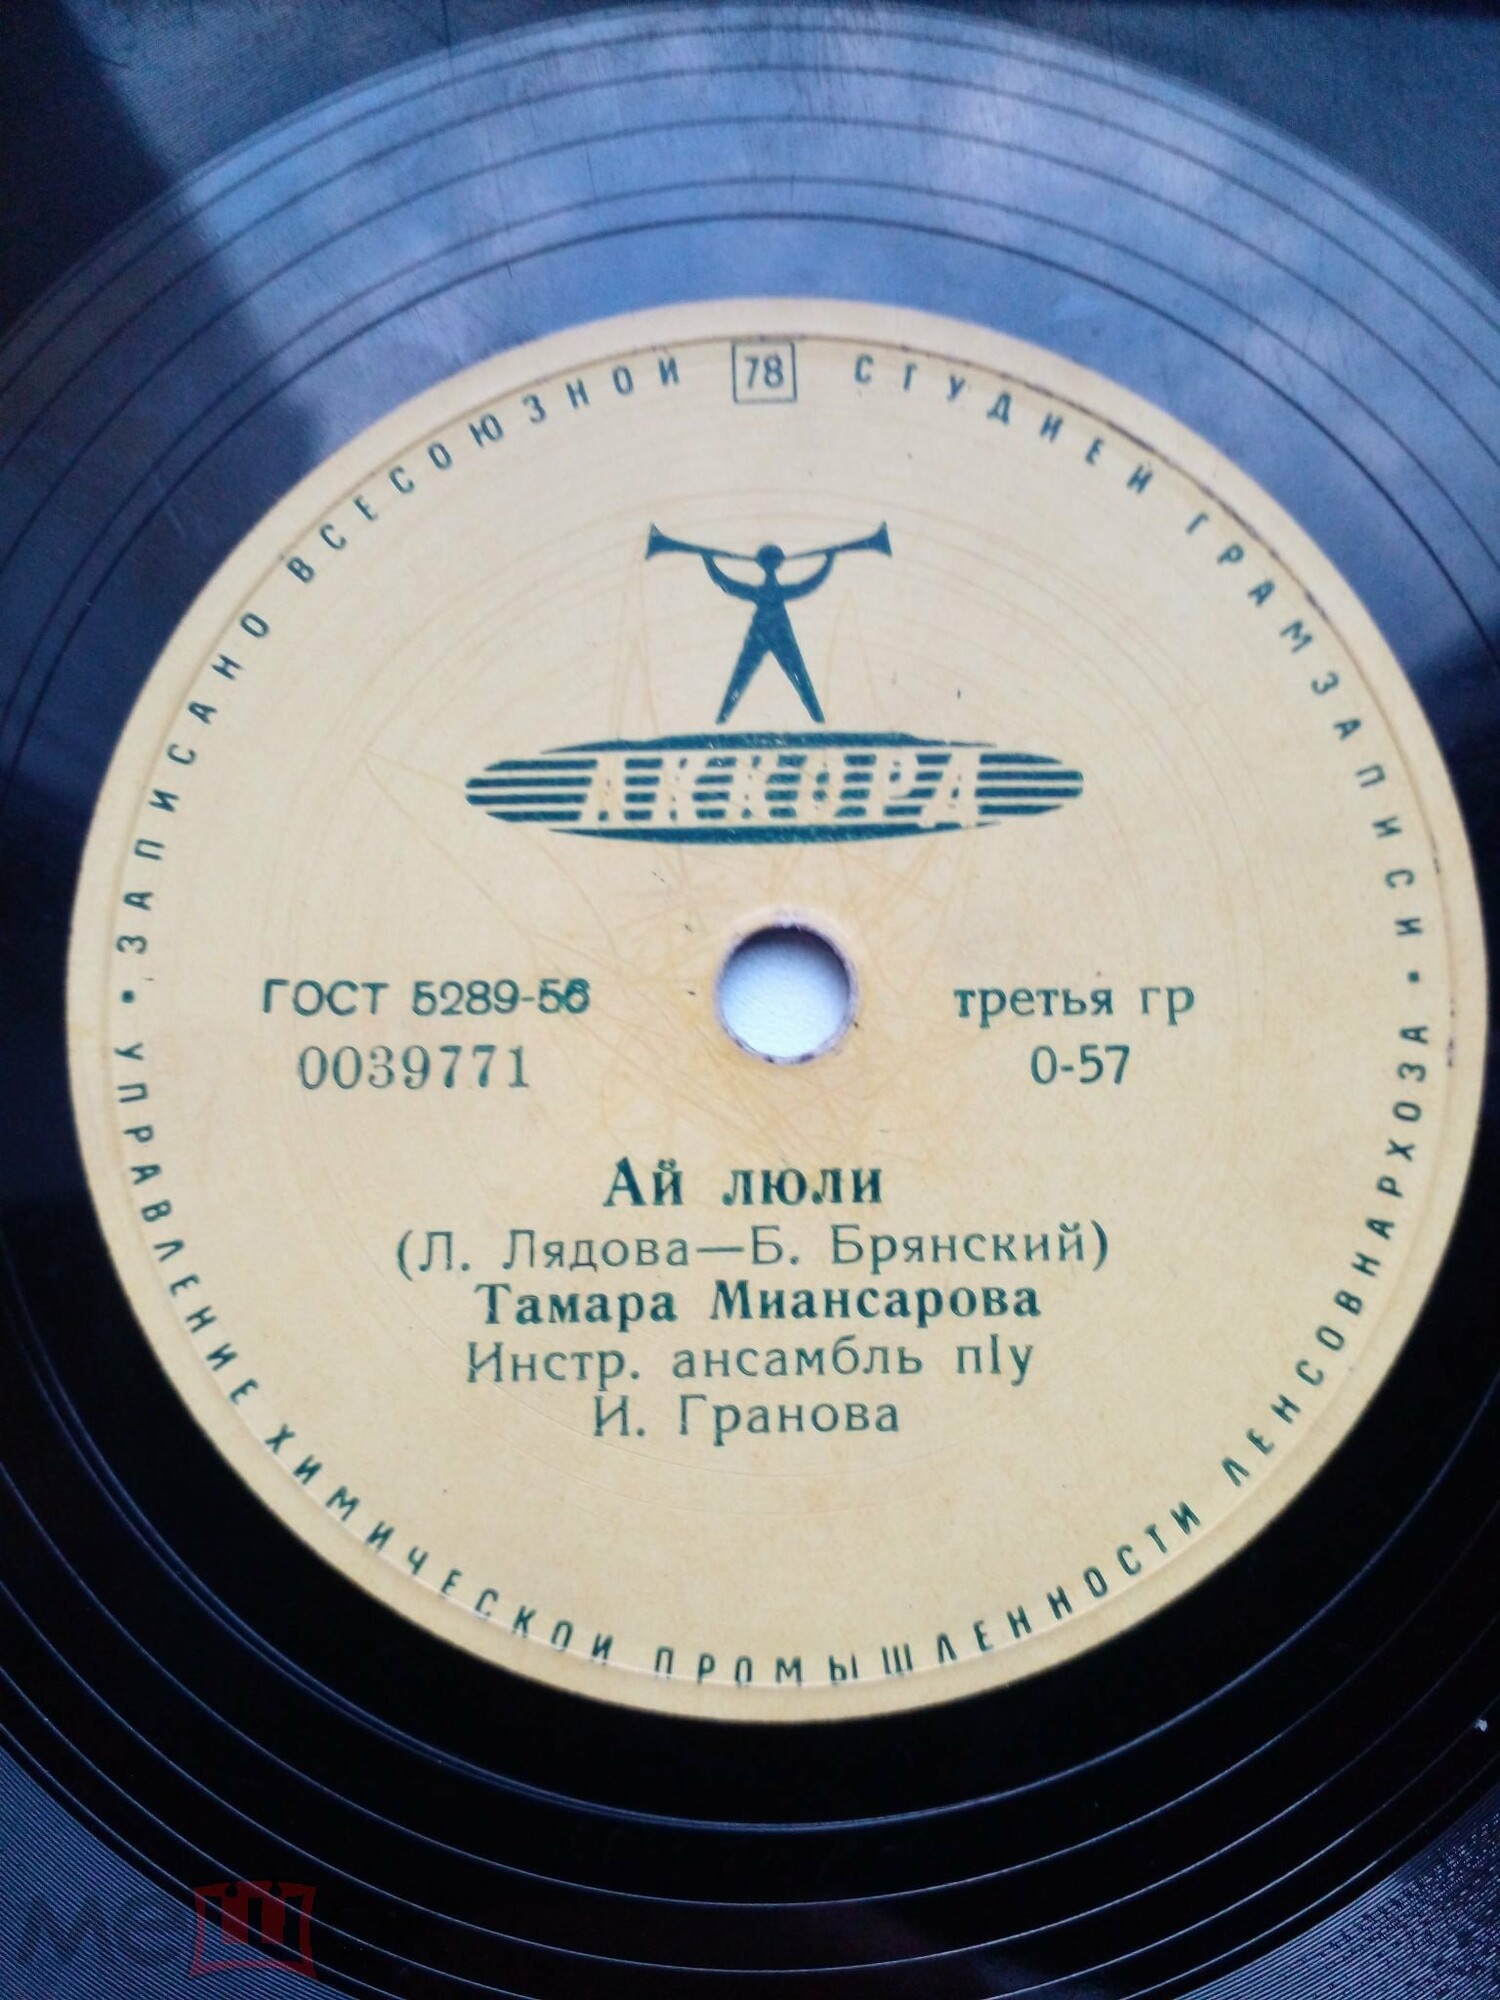 ЗАПИСАНО ВСЕСОЮЗНОЙ 78 СТУДИЕЙ ГРАМЗАПИСИ
АККОРД
ГОСТ 5289-56
третья гр
0039771
0-57
Ай люли
(Л. Лядова—Б. Брянский)
Тамара Миансарова
Инстр. ансамбль п/у
И. Гранова
УПРАВЛЕНИЕ ХИМИЧЕСКОЙ ПРОМЫШЛЕННОСТИ ЛЕНСОВНАРХОЗА